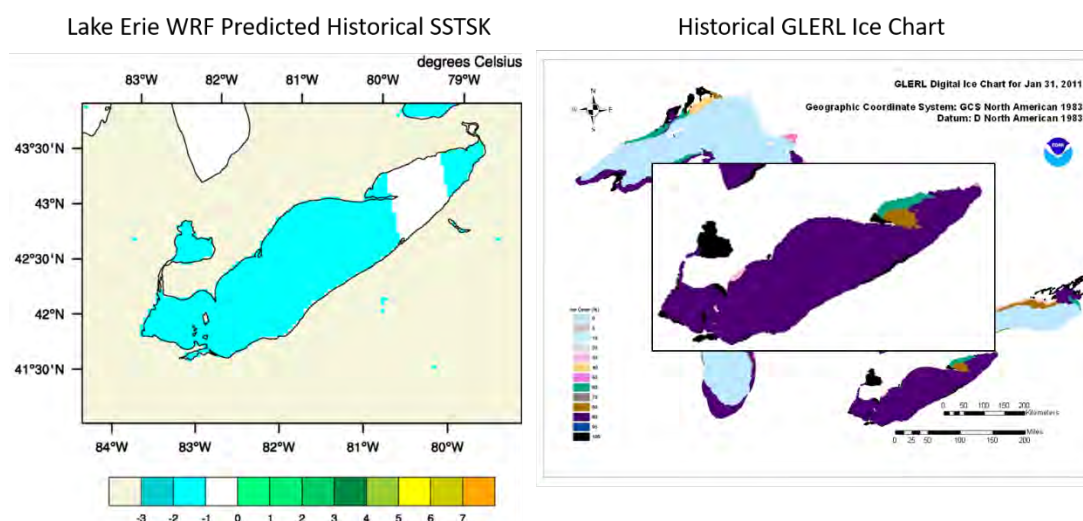 Lake Erie WRF Predicted Historical SSTSK
Historical GLERL Ice Chart
degrees Celsius
83°W 82°W 81°W 80°W 79°W
43°30'N
43°N
42°30'N
42°N
41°30'N
84°W 83°W 82°W 81°W 80°W
-3 -2 -1 0 1 2 3 4 5 6 7
GLERL Digital Ice Chart for Jan 31, 2011
Geographic Coordinate System: GCS North American 1983
Datum: D North American 1983
N
W E
S
0 50 100 150 200
Kilometers
Miles
0 25 50 100 150 200